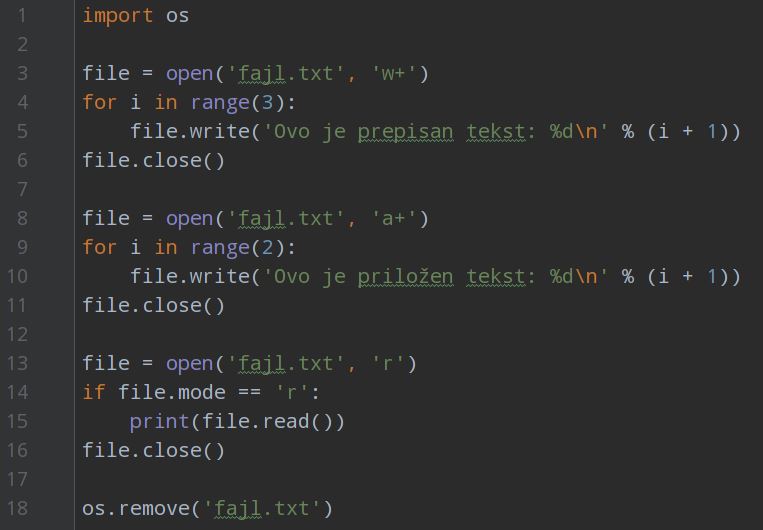 1 import os
2
3 file = open('fajl.txt', 'w+')
4 for i in range(3):
5     file.write('Ovo je prepisan tekst: %d\n' % (i + 1))
6 file.close()
7
8 file = open('fajl.txt', 'a+')
9 for i in range(2):
10     file.write('Ovo je priložen tekst: %d\n' % (i + 1))
11 file.close()
12
13 file = open('fajl.txt', 'r')
14 if file.mode == 'r':
15     print(file.read())
16 file.close()
17
18 os.remove('fajl.txt')